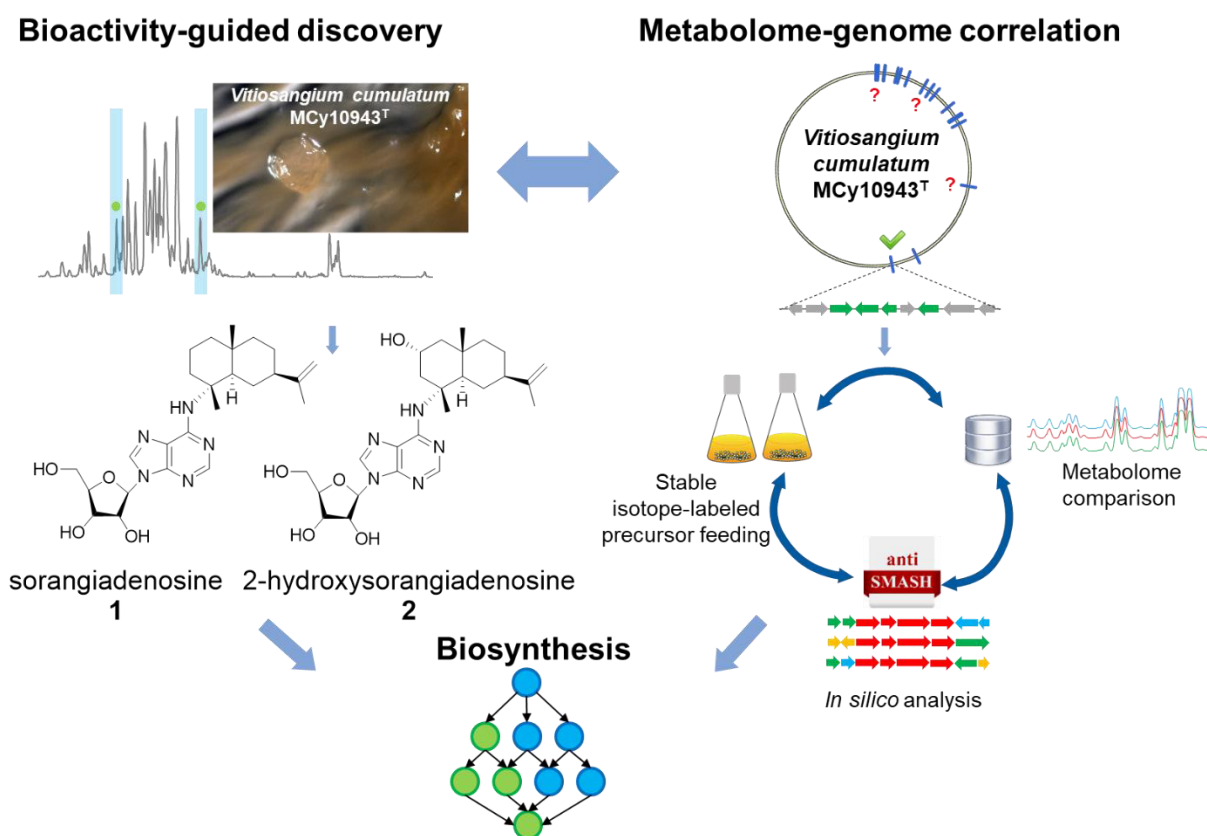 Bioactivity-guided discovery
Vitiosangium cumulatum
MCy10943ᵀ
HO
HN
N
N
N
N
HO
O
HO
OH
H
HO
HN
N
N
N
N
HO
O
HO
OH
H
sorangiadenosine
1
2-hydroxysorangiadenosine
2
Metabolome-genome correlation
?
?
?
Vitiosangium
cumulatum
MCy10943ᵀ
Stable
isotope-labeled
precursor feeding
Metabolome
comparison
anti
SMASH
In silico analysis
Biosynthesis